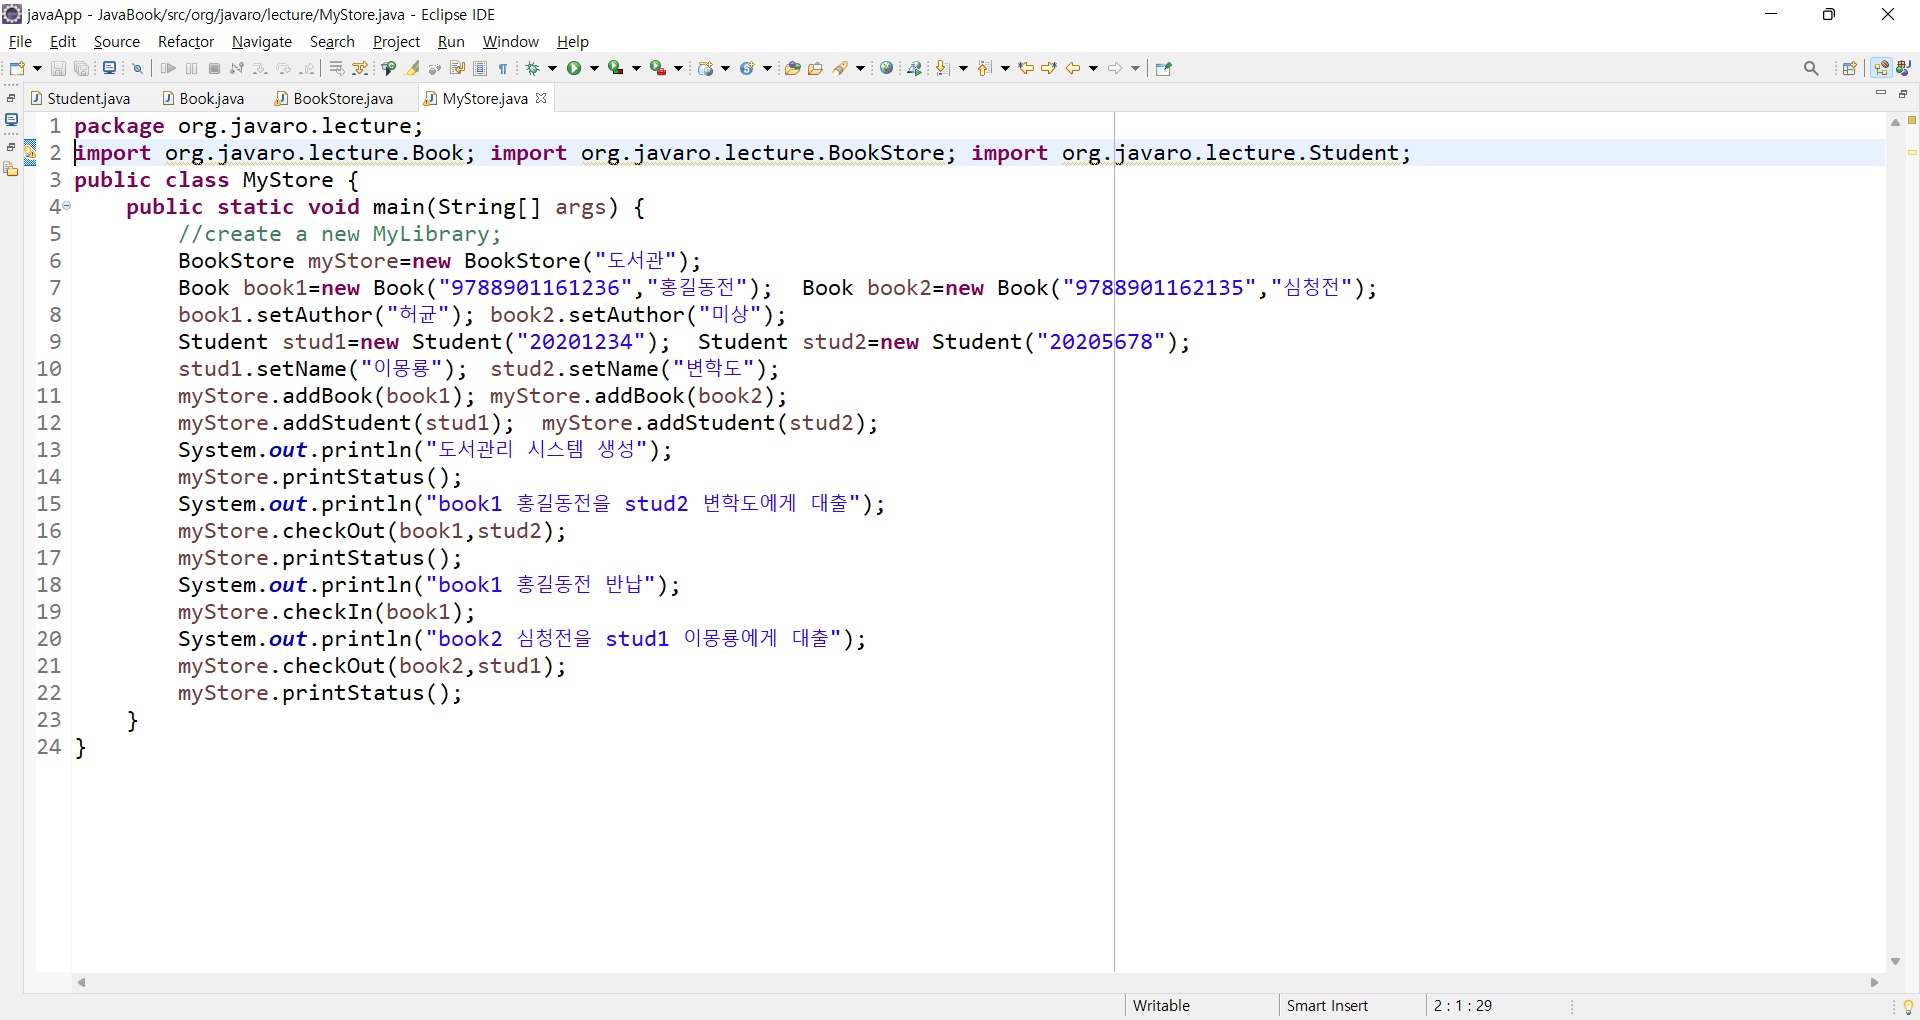 javaApp - JavaBook/src/org/javaro/lecture/MyStore.java - Eclipse IDE
File Edit Source Refactor Navigate Search Project Run Window Help
Student.java Book.java BookStore.java MyStore.java
1 package org.javaro.lecture;
2 import org.javaro.lecture.Book; import org.javaro.lecture.BookStore; import org.javaro.lecture.Student;
3 public class MyStore {
4 public static void main(String[] args) {
5 //create a new MyLibrary;
6 BookStore myStore=new BookStore("도서관");
7 Book book1=new Book("9788901161236","홍길동전"); Book book2=new Book("9788901162135","심청전");
8 book1.setAuthor("허균"); book2.setAuthor("미상");
9 Student stud1=new Student("20201234"); Student stud2=new Student("20205678");
10 stud1.setName("이몽룡"); stud2.setName("변학도");
11 myStore.addBook(book1); myStore.addBook(book2);
12 myStore.addStudent(stud1); myStore.addStudent(stud2);
13 System.out.println("도서관리 시스템 생성");
14 myStore.printStatus();
15 System.out.println("book1 홍길동전을 stud2 변학도에게 대출");
16 myStore.checkOut(book1,stud2);
17 myStore.printStatus();
18 System.out.println("book1 홍길동전 반납");
19 myStore.checkIn(book1);
20 System.out.println("book2 심청전을 stud1 이몽룡에게 대출");
21 myStore.checkOut(book2,stud1);
22 myStore.printStatus();
23 }
24 }
Writable Smart Insert 2 : 1 : 29